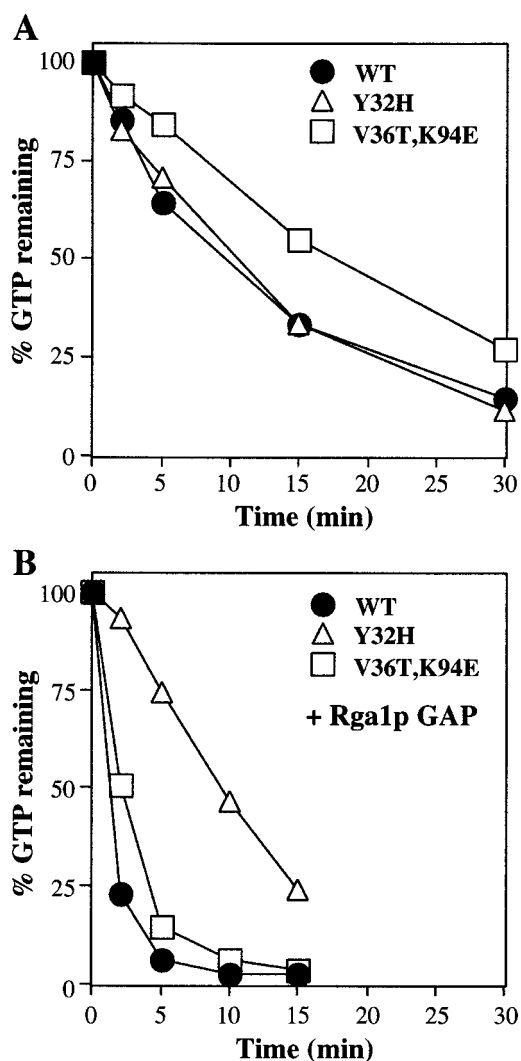 A
100
75
50
25
0
% GTP remaining
WT
Y32H
V36T,K94E
0 5 10 15 20 25 30
Time (min)
B
100
75
50
25
0
% GTP remaining
WT
Y32H
V36T,K94E
+ Rga1p GAP
0 5 10 15 20 25 30
Time (min)